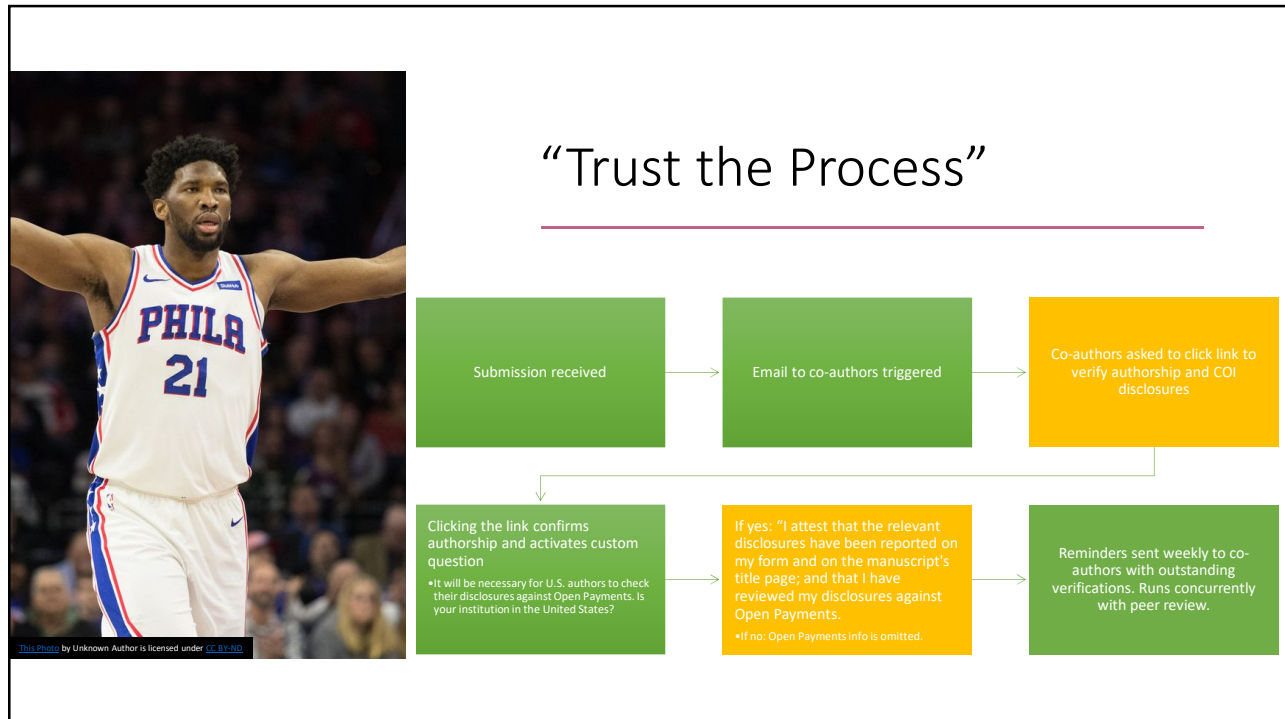 “Trust the Process”
GrubHub
PHILA
21
This Photo by Unknown Author is licensed under CC BY-ND
Submission received
Email to co-authors triggered
Co-authors asked to click link to
verify authorship and COI
disclosures
Clicking the link confirms
authorship and activates custom
question
•It will be necessary for U.S. authors to check
their disclosures against Open Payments. Is
your institution in the United States?
If yes: “I attest that the relevant
disclosures have been reported on
my form and on the manuscript's
title page; and that I have
reviewed my disclosures against
Open Payments.
•If no: Open Payments info is omitted.
Reminders sent weekly to co-
authors with outstanding
verifications. Runs concurrently
with peer review.